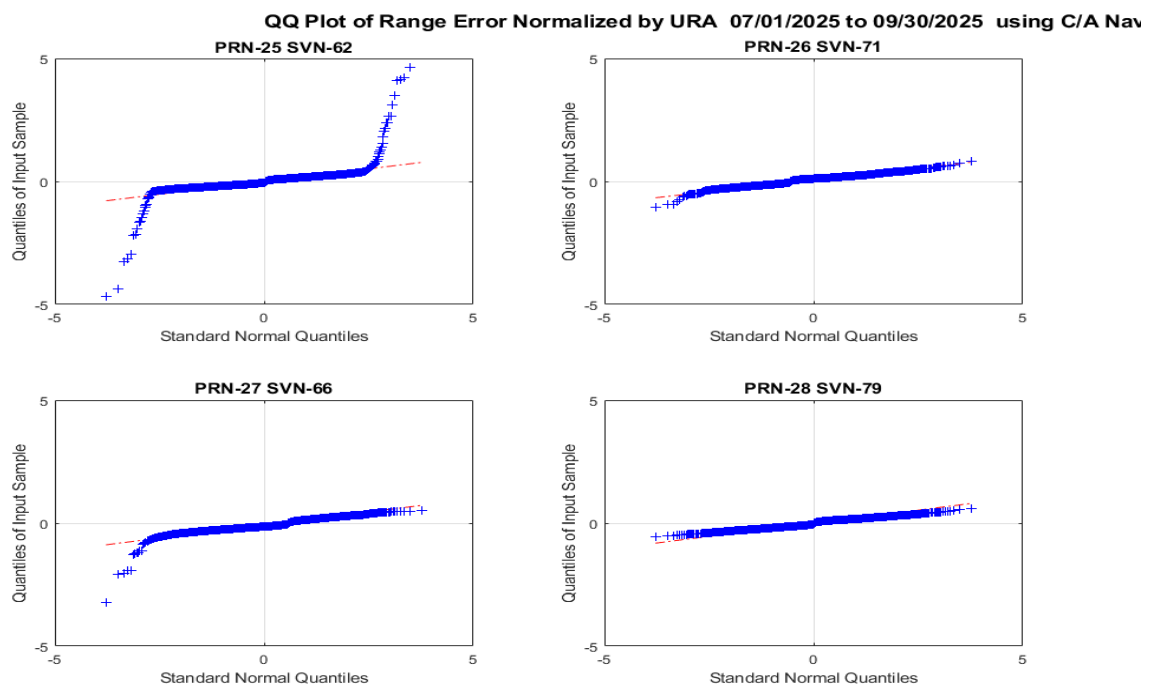 QQ Plot of Range Error Normalized by URA 07/01/2025 to 09/30/2025 using C/A Nav
PRN-25 SVN-62
PRN-26 SVN-71
5
0
-5
Quantiles of Input Sample
-5
0
5
Standard Normal Quantiles
5
0
-5
Quantiles of Input Sample
-5
0
5
Standard Normal Quantiles
PRN-27 SVN-66
PRN-28 SVN-79
5
0
-5
Quantiles of Input Sample
-5
0
5
Standard Normal Quantiles
5
0
-5
Quantiles of Input Sample
-5
0
5
Standard Normal Quantiles